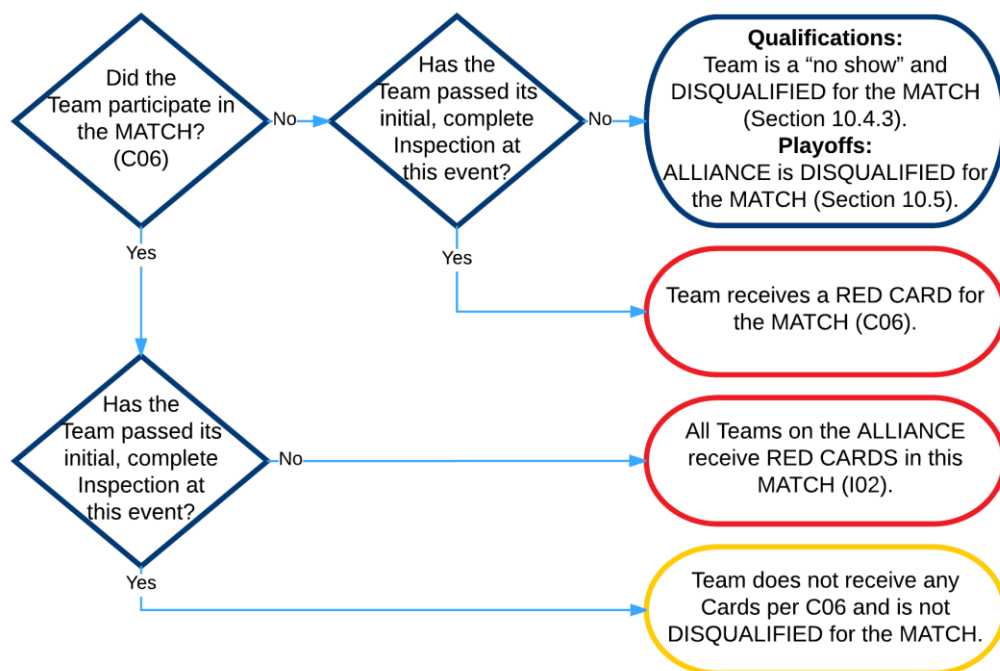 Did the
Team participate in
the MATCH?
(C06)
No
Has the
Team passed its
initial, complete
Inspection at
this event?
No
Qualifications:
Team is a “no show” and
DISQUALIFIED for the MATCH
(Section 10.4.3).
Playoff:
ALLIANCE is DISQUALIFIED for
the MATCH (Section 10.5).
Yes
Yes
Team receives a RED CARD for
the MATCH (C06).
Has the
Team passed its
initial, complete
Inspection at
this event?
No
All Teams on the ALLIANCE
receive RED CARDS in this
MATCH (I02).
Yes
Team does not receive any
Cards per C06 and is not
DISQUALIFIED for the MATCH.